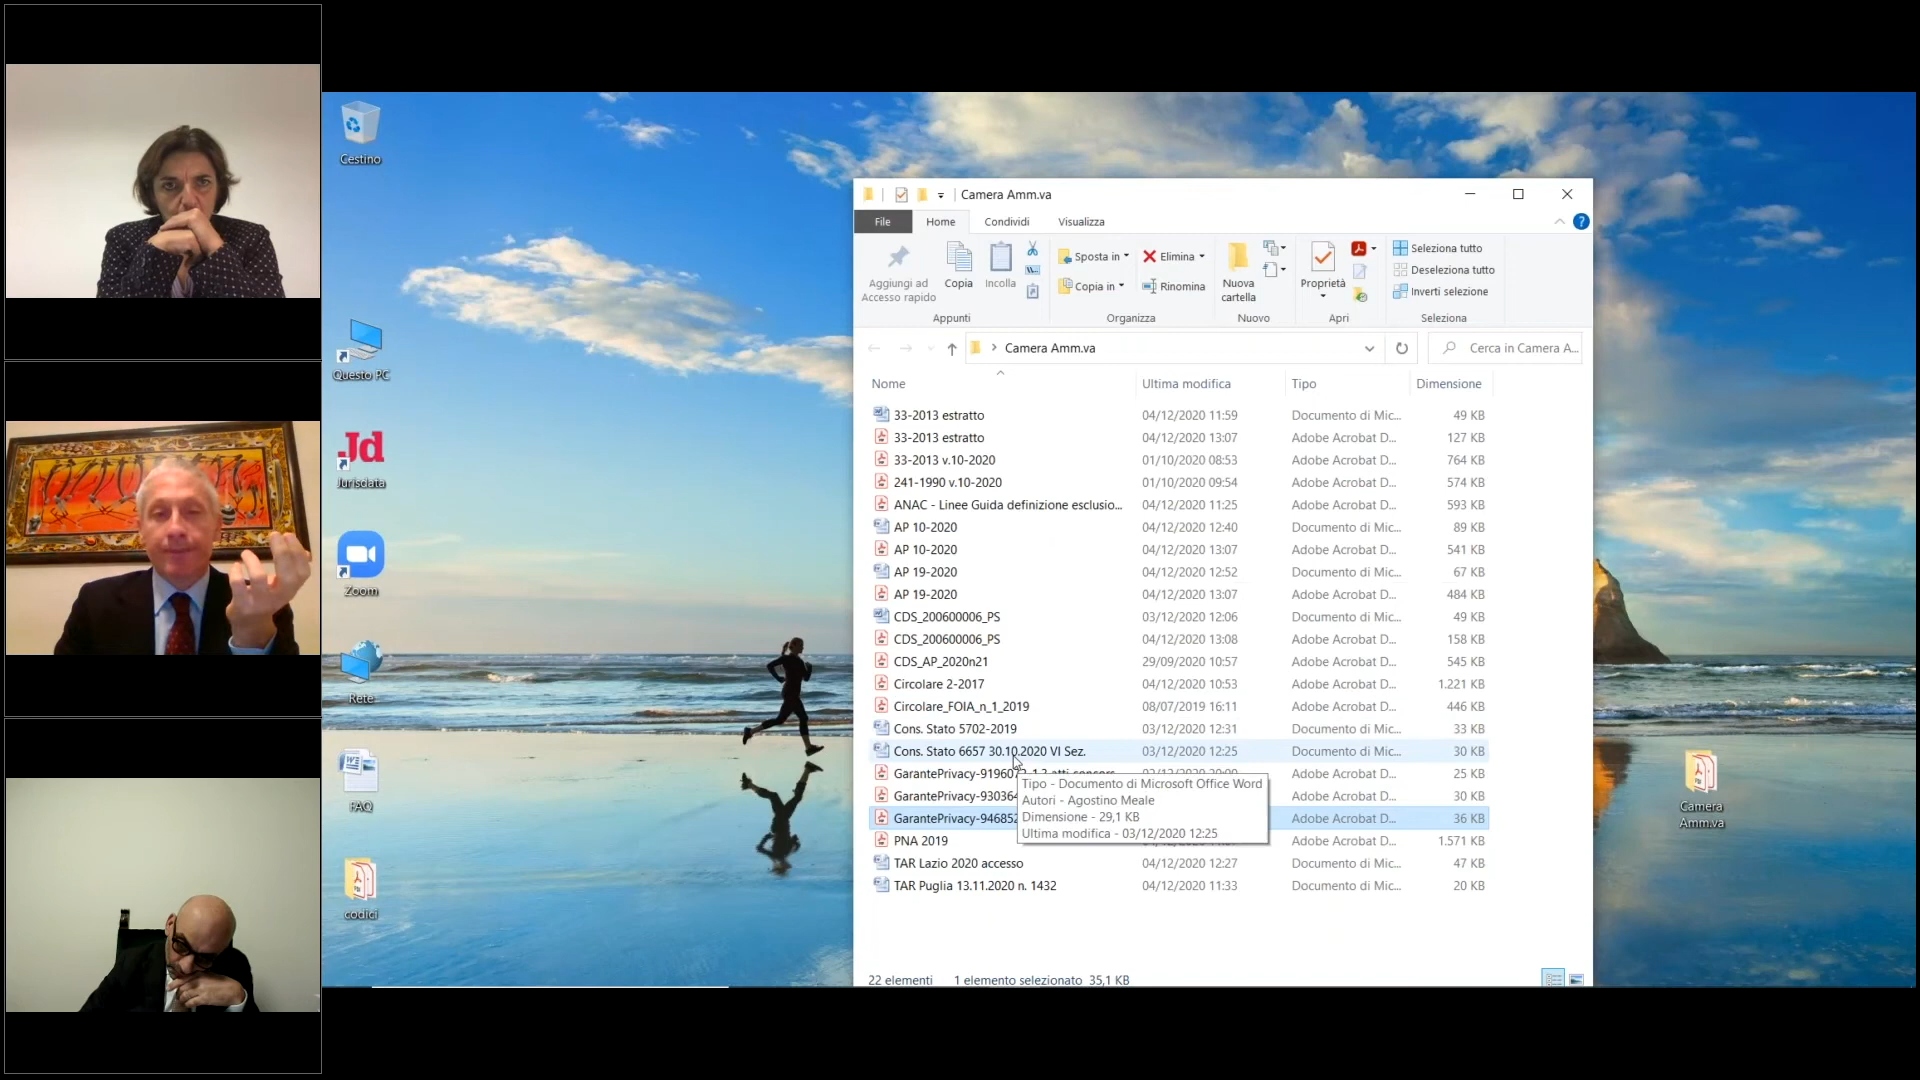 Cestino
Questo PC
Jd
Jurisdata
Zoom
Rete
FAQ
codici
Camera Amm.va
File
Home
Condividi
Visualizza
Aggiungi ad
Accesso rapido
Copia
Incolla
Sposta in
Copia in
Elimina
Rinomina
Nuova
cartella
Proprietà
Seleziona tutto
Deseleziona tutto
Inverti selezione
Appunti
Organizza
Nuovo
Apri
Seleziona
Camera Amm.va
Cerca in Camera A...
Nome Ultima modifica Tipo Dimensione
33-2013 estratto 04/12/2020 11:59 Documento di Mic... 49 KB
33-2013 estratto 04/12/2020 13:07 Adobe Acrobat D... 127 KB
33-2013 v.10-2020 01/10/2020 08:53 Adobe Acrobat D... 764 KB
241-1990 v.10-2020 01/10/2020 09:54 Adobe Acrobat D... 574 KB
ANAC - Linee Guida definizione esclusio... 04/12/2020 11:25 Adobe Acrobat D... 593 KB
AP 10-2020 04/12/2020 12:40 Documento di Mic... 89 KB
AP 10-2020 04/12/2020 13:07 Adobe Acrobat D... 541 KB
AP 19-2020 04/12/2020 12:52 Documento di Mic... 67 KB
AP 19-2020 04/12/2020 13:07 Adobe Acrobat D... 484 KB
CDS_200600006_PS 03/12/2020 12:06 Documento di Mic... 49 KB
CDS_200600006_PS 04/12/2020 13:08 Adobe Acrobat D... 158 KB
CDS_AP_2020n21 29/09/2020 10:57 Adobe Acrobat D... 545 KB
Circolare 2-2017 04/12/2020 10:53 Adobe Acrobat D... 1.221 KB
Circolare_FOIA_n_1_2019 08/07/2019 16:11 Adobe Acrobat D... 446 KB
Cons. Stato 5702-2019 03/12/2020 12:31 Documento di Mic... 33 KB
Cons. Stato 6657 30.10.2020 VI Sez. 03/12/2020 12:25 Documento di Mic... 30 KB
Adobe Acrobat D... 25 KB
GarantePrivacy-930364 Adobe Acrobat D... 30 KB
GarantePrivacy-946852 Adobe Acrobat D... 36 KB
PNA 2019 Adobe Acrobat D... 1.571 KB
TAR Lazio 2020 accesso 04/12/2020 12:27 Documento di Mic... 47 KB
TAR Puglia 13.11.2020 n. 1432 04/12/2020 11:33 Documento di Mic... 20 KB
Tipo - Documento di Microsoft Office Word
Autori - Agostino Meale
Dimensione - 29,1 KB
Ultima modifica - 03/12/2020 12:25
22 elementi 1 elemento selezionato 35,1 KB
Camera
Amm.va